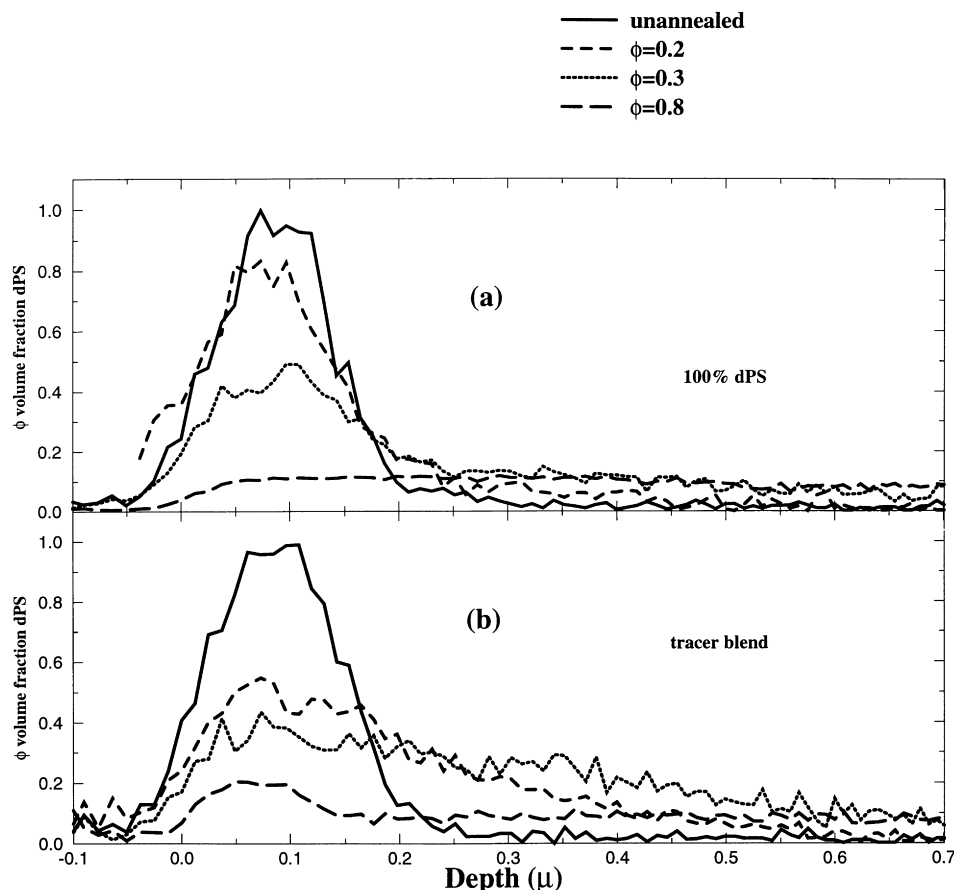 unannealed
ϕ=0.2
ϕ=0.3
ϕ=0.8
1.0
0.8
0.6
0.4
0.2
0.0
ϕ volume fraction dPS
(a)
100% dPS
1.0
0.8
0.6
0.4
0.2
0.0
ϕ volume fraction dPS
(b)
tracer blend
-0.1 0.0 0.1 0.2 0.3 0.4 0.5 0.6 0.7
Depth (μ)